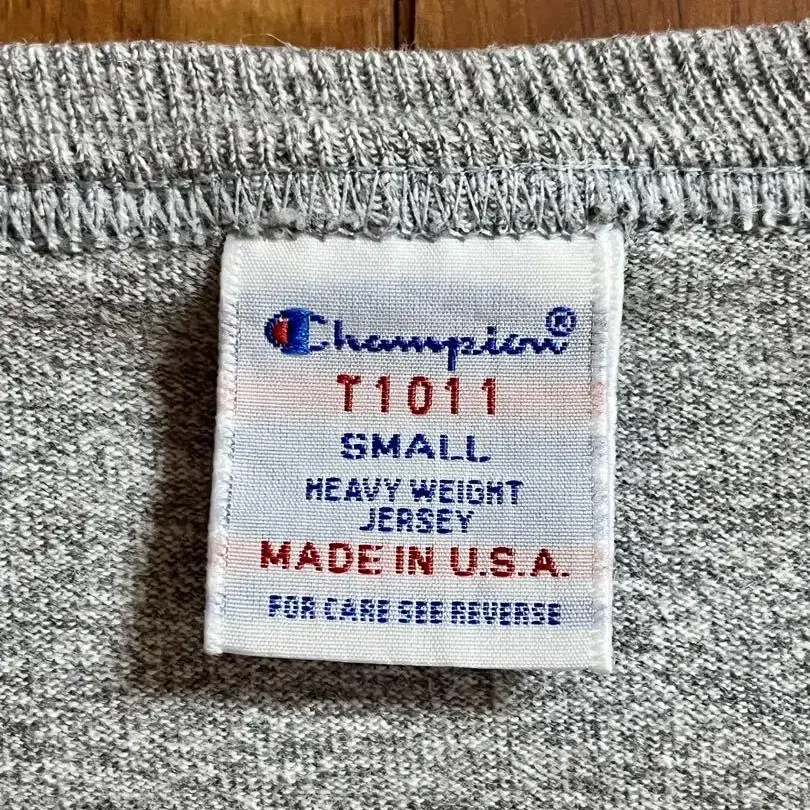 Champion®
T1011
SMALL
HEAVY WEIGHT
JERSEY
MADE IN U.S.A.
FOR CARE SEE REVERSE